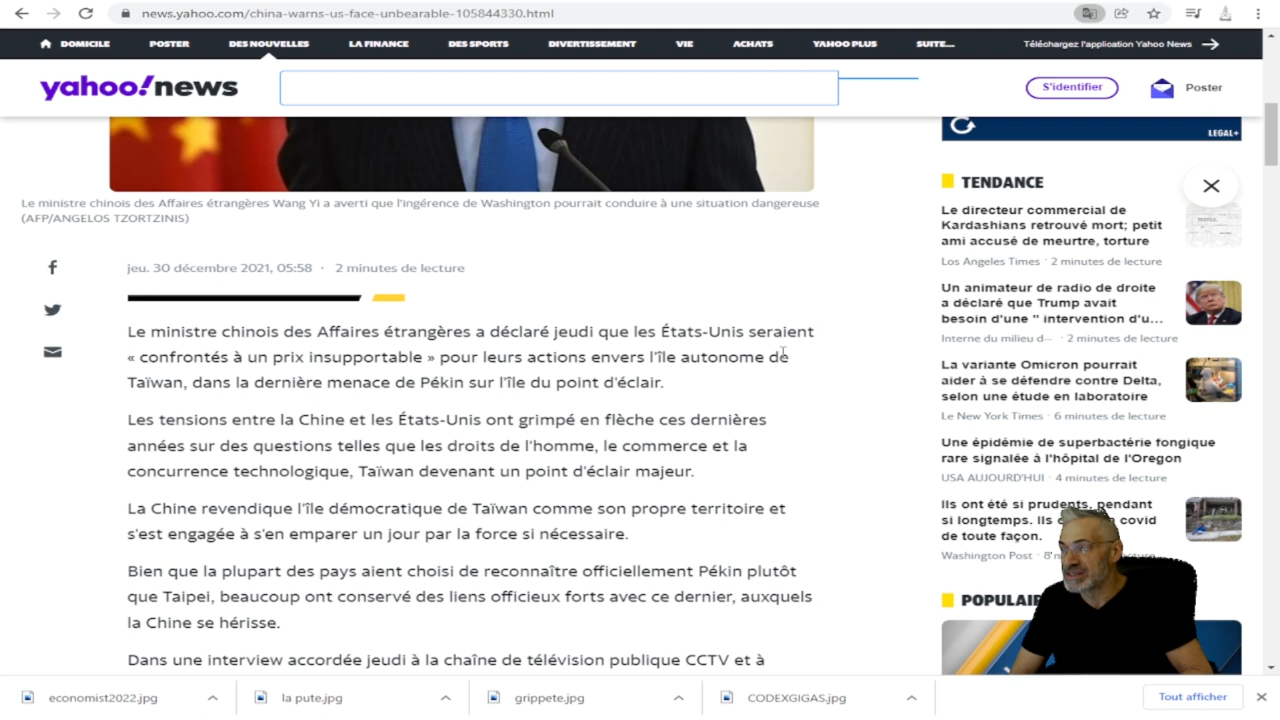 news.yahoo.com/china-warns-us-face-unbearable-105844330.html
DOMICILE POSTER DES NOUVELLES LA FINANCE DES SPORTS DIVERTISSEMENT VIE ACHATS YAHOO PLUS SUITE... Téléchargez l'application Yahoo News
yahoo!news
S'identifier
Poster
LEGAL+
Le ministre chinois des Affaires étrangères Wang Yi a averti que l'ingérence de Washington pourrait conduire à une situation dangereuse
(AFP/ANGELOS TZORTZINIS)
jeu. 30 décembre 2021, 05:58 · 2 minutes de lecture
Le ministre chinois des Affaires étrangères a déclaré jeudi que les États-Unis seraient
« confrontés à un prix insupportable » pour leurs actions envers l'île autonome de
Taïwan, dans la dernière menace de Pékin sur l'île du point d'éclair.
Les tensions entre la Chine et les États-Unis ont grimpé en flèche ces dernières
années sur des questions telles que les droits de l'homme, le commerce et la
concurrence technologique, Taïwan devenant un point d'éclair majeur.
La Chine revendique l'île démocratique de Taïwan comme son propre territoire et
s'est engagée à s'en emparer un jour par la force si nécessaire.
Bien que la plupart des pays aient choisi de reconnaître officiellement Pékin plutôt
que Taipei, beaucoup ont conservé des liens officieux forts avec ce dernier, auxquels
la Chine se hérisse.
Dans une interview accordée jeudi à la chaîne de télévision publique CCTV et à
TENDANCE
Le directeur commercial de
Kardashians retrouvé mort; petit
ami accusé de meurtre, torture
Los Angeles Times · 2 minutes de lecture
Un animateur de radio de droite
a déclaré que Trump avait
besoin d'une " intervention d'u...
Interne du milieu d... · 2 minutes de lecture
La variante Omicron pourrait
aider à se défendre contre Delta,
selon une étude en laboratoire
Le New York Times · 6 minutes de lecture
Une épidémie de superbactérie fongique
rare signalée à l'hôpital de l'Oregon
USA AUJOURD'HUI · 4 minutes de lecture
Ils ont été si prudents, pendant
si longtemps. Ils covid
de toute façon.
Washington Post
POPULAI
economist2022.jpg
la pute.jpg
grippete.jpg
CODEXGIGAS.jpg
Tout afficher